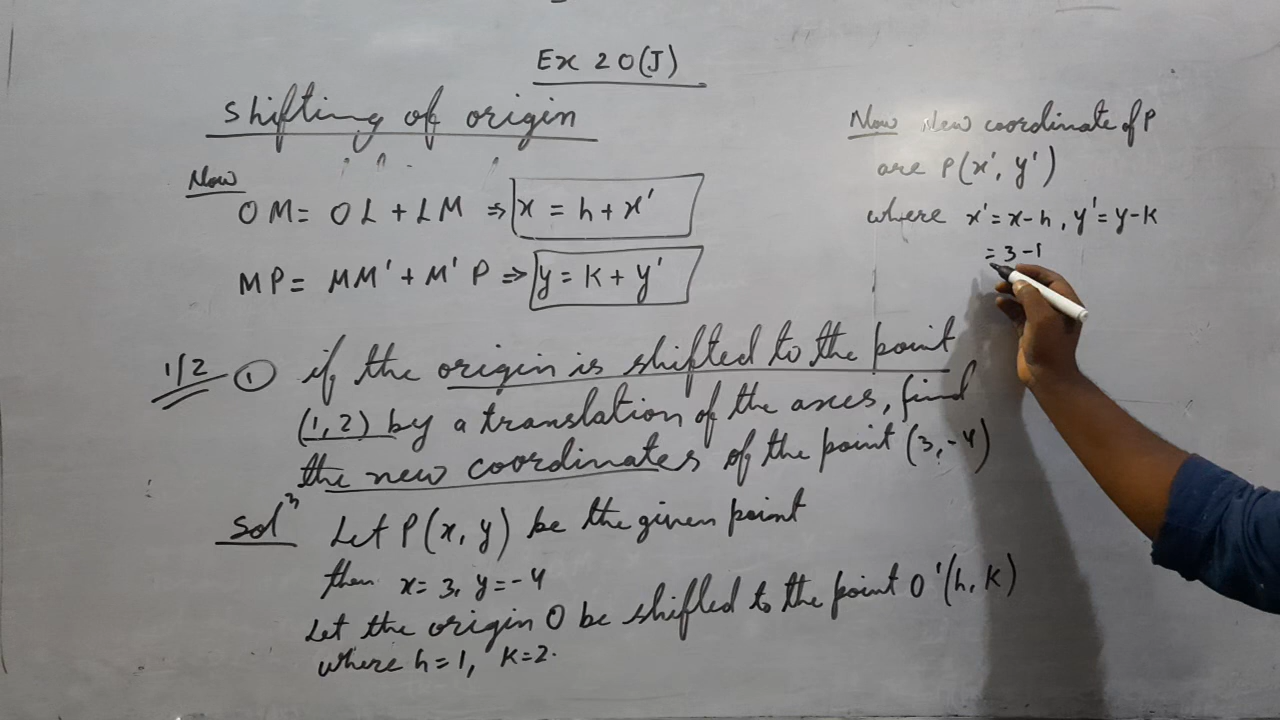 Ex 20(J)
Shifting of origin
Now
OM = OL + LM ⇒ x = h + x'
MP = MM' + M'P ⇒ y = k + y'
1/2 ① if the origin is shifted to the point
(1, 2) by a translation of the axes, find
the new coordinates of the point (3, -4)
Solⁿ Let P(x, y) be the given point
then x = 3, y = -4
Let the origin O be shifted to the point O'(h, k)
where h = 1, k = 2.
Now New coordinate of P
are P(x', y')
where x' = x-h, y' = y-k
= 3-1